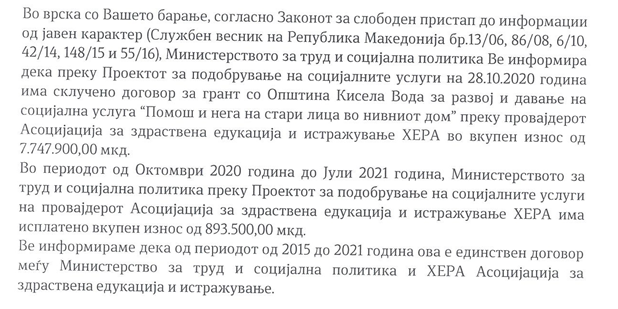 Во врска со Вашето барање, согласно Законот за слободен пристап до информации
од јавен карактер (Службен весник на Република Македонија бр.13/06, 86/08, 6/10,
42/14, 148/15 и 55/16), Министерството за труд и социјална политика Ве информира
дека преку Проектот за подобрување на социјалните услуги на 28.10.2020 година
има склучено договор за грант со Општина Кисела Вода за развој и давање на
социјална услуга “Помош и нега на стари лица во нивниот дом” преку провајдерот
Асоцијација за здраствена едукација и истражување ХЕРА во вкупен износ од
7.747.900,00 мкд.
Во периодот од Октомври 2020 година до Јули 2021 година, Министерството за
труд и социјална политика преку Проектот за подобрување на социјалните услуги
на провајдерот Асоцијација за здраствена едукација и истражување ХЕРА има
исплатено вкупен износ од 893.500,00 мкд.
Ве информираме дека од периодот од 2015 до 2021 година ова е единствен договор
меѓу Министерство за труд и социјална политика и ХЕРА Асоцијација за
здраствена едукација и истражување.